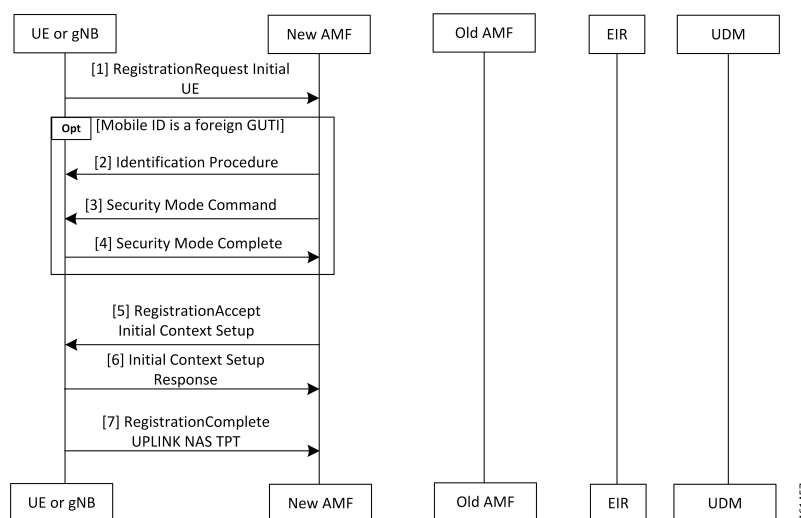 UE or gNB
New AMF
Old AMF
EIR
UDM
[1] RegistrationRequest Initial
UE
Opt
[Mobile ID is a foreign GUTI]
[2] Identification Procedure
[3] Security Mode Command
[4] Security Mode Complete
[5] RegistrationAccept
Initial Context Setup
[6] Initial Context Setup
Response
[7] RegistrationComplete
UPLINK NAS TPT
UE or gNB
New AMF
Old AMF
EIR
UDM